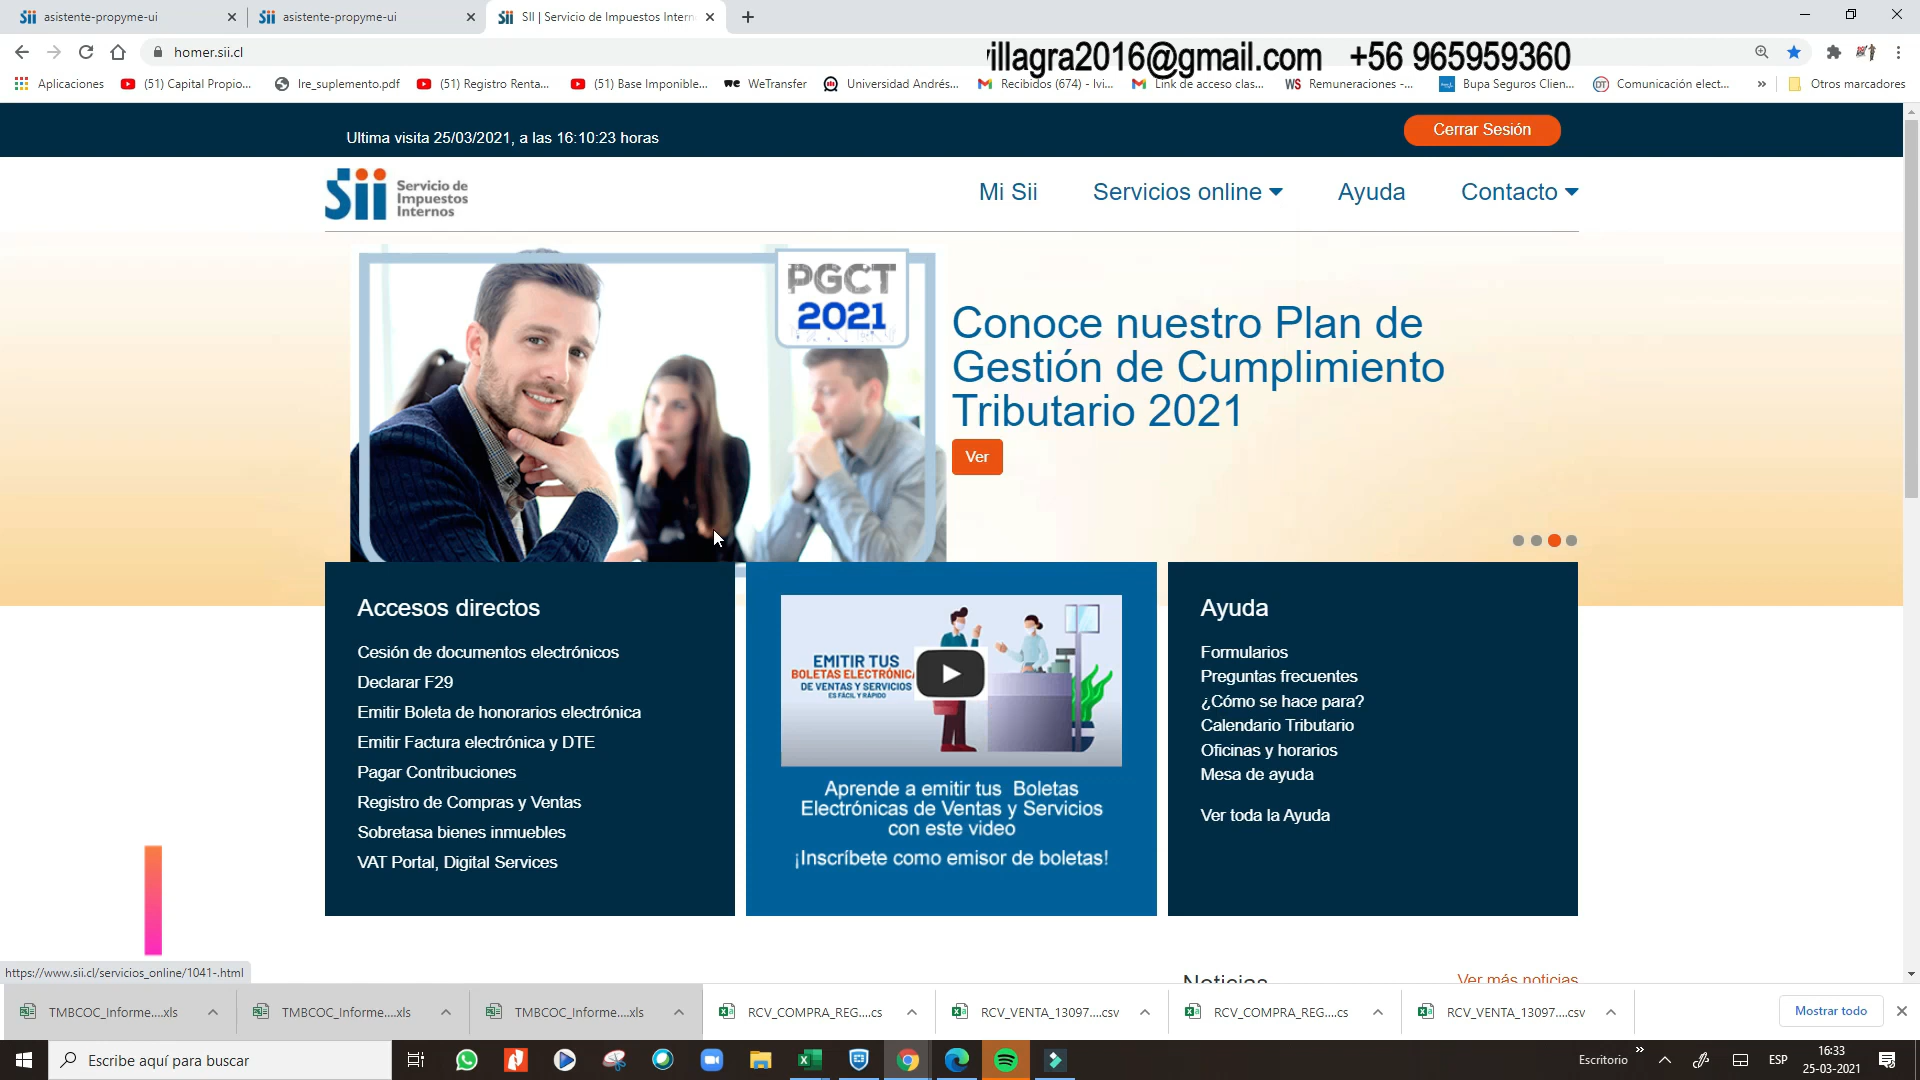 asistente-propyme-ui
asistente-propyme-ui
SII | Servicio de Impuestos Intern
homer.sii.cl
illagra2016@gmail.com +56 965959360
Aplicaciones
(51) Capital Propio...
Ire_suplemento.pdf
(51) Registro Renta...
(51) Base Imponible...
WeTransfer
Universidad Andrés...
Recibidos (674) - lvi...
Link de acceso clas...
Remuneraciones -...
Bupa Seguros Clien...
Comunicación elect...
»
Otros marcadores
Ultima visita 25/03/2021, a las 16:10:23 horas
Cerrar Sesión
Sii Servicio de
Impuestos
Internos
Mi Sii
Servicios online
Ayuda
Contacto
PGCT
2021
Conoce nuestro Plan de
Gestión de Cumplimiento
Tributario 2021
Ver
Accesos directos
Cesión de documentos electrónicos
Declarar F29
Emitir Boleta de honorarios electrónica
Emitir Factura electrónica y DTE
Pagar Contribuciones
Registro de Compras y Ventas
Sobretasa bienes inmuebles
VAT Portal, Digital Services
EMITIR TUS
BOLETAS ELECTRÓNICA
DE VENTAS Y SERVICIOS
ES FÁCIL Y RÁPIDO
Aprende a emitir tus Boletas
Electrónicas de Ventas y Servicios
con este video
¡Inscríbete como emisor de boletas!
Ayuda
Formularios
Preguntas frecuentes
¿Cómo se hace para?
Calendario Tributario
Oficinas y horarios
Mesa de ayuda
Ver toda la Ayuda
Noticias
Ver más noticias
https://www.sii.cl/servicios_online/1041-.html
TMBCOC_Informe....xls
TMBCOC_Informe....xls
TMBCOC_Informe....xls
RCV_COMPRA_REG....cs
RCV_VENTA_13097....csv
RCV_COMPRA_REG....cs
RCV_VENTA_13097....csv
Mostrar todo
Escribe aquí para buscar
Escritorio
»
ESP
16:33
25-03-2021